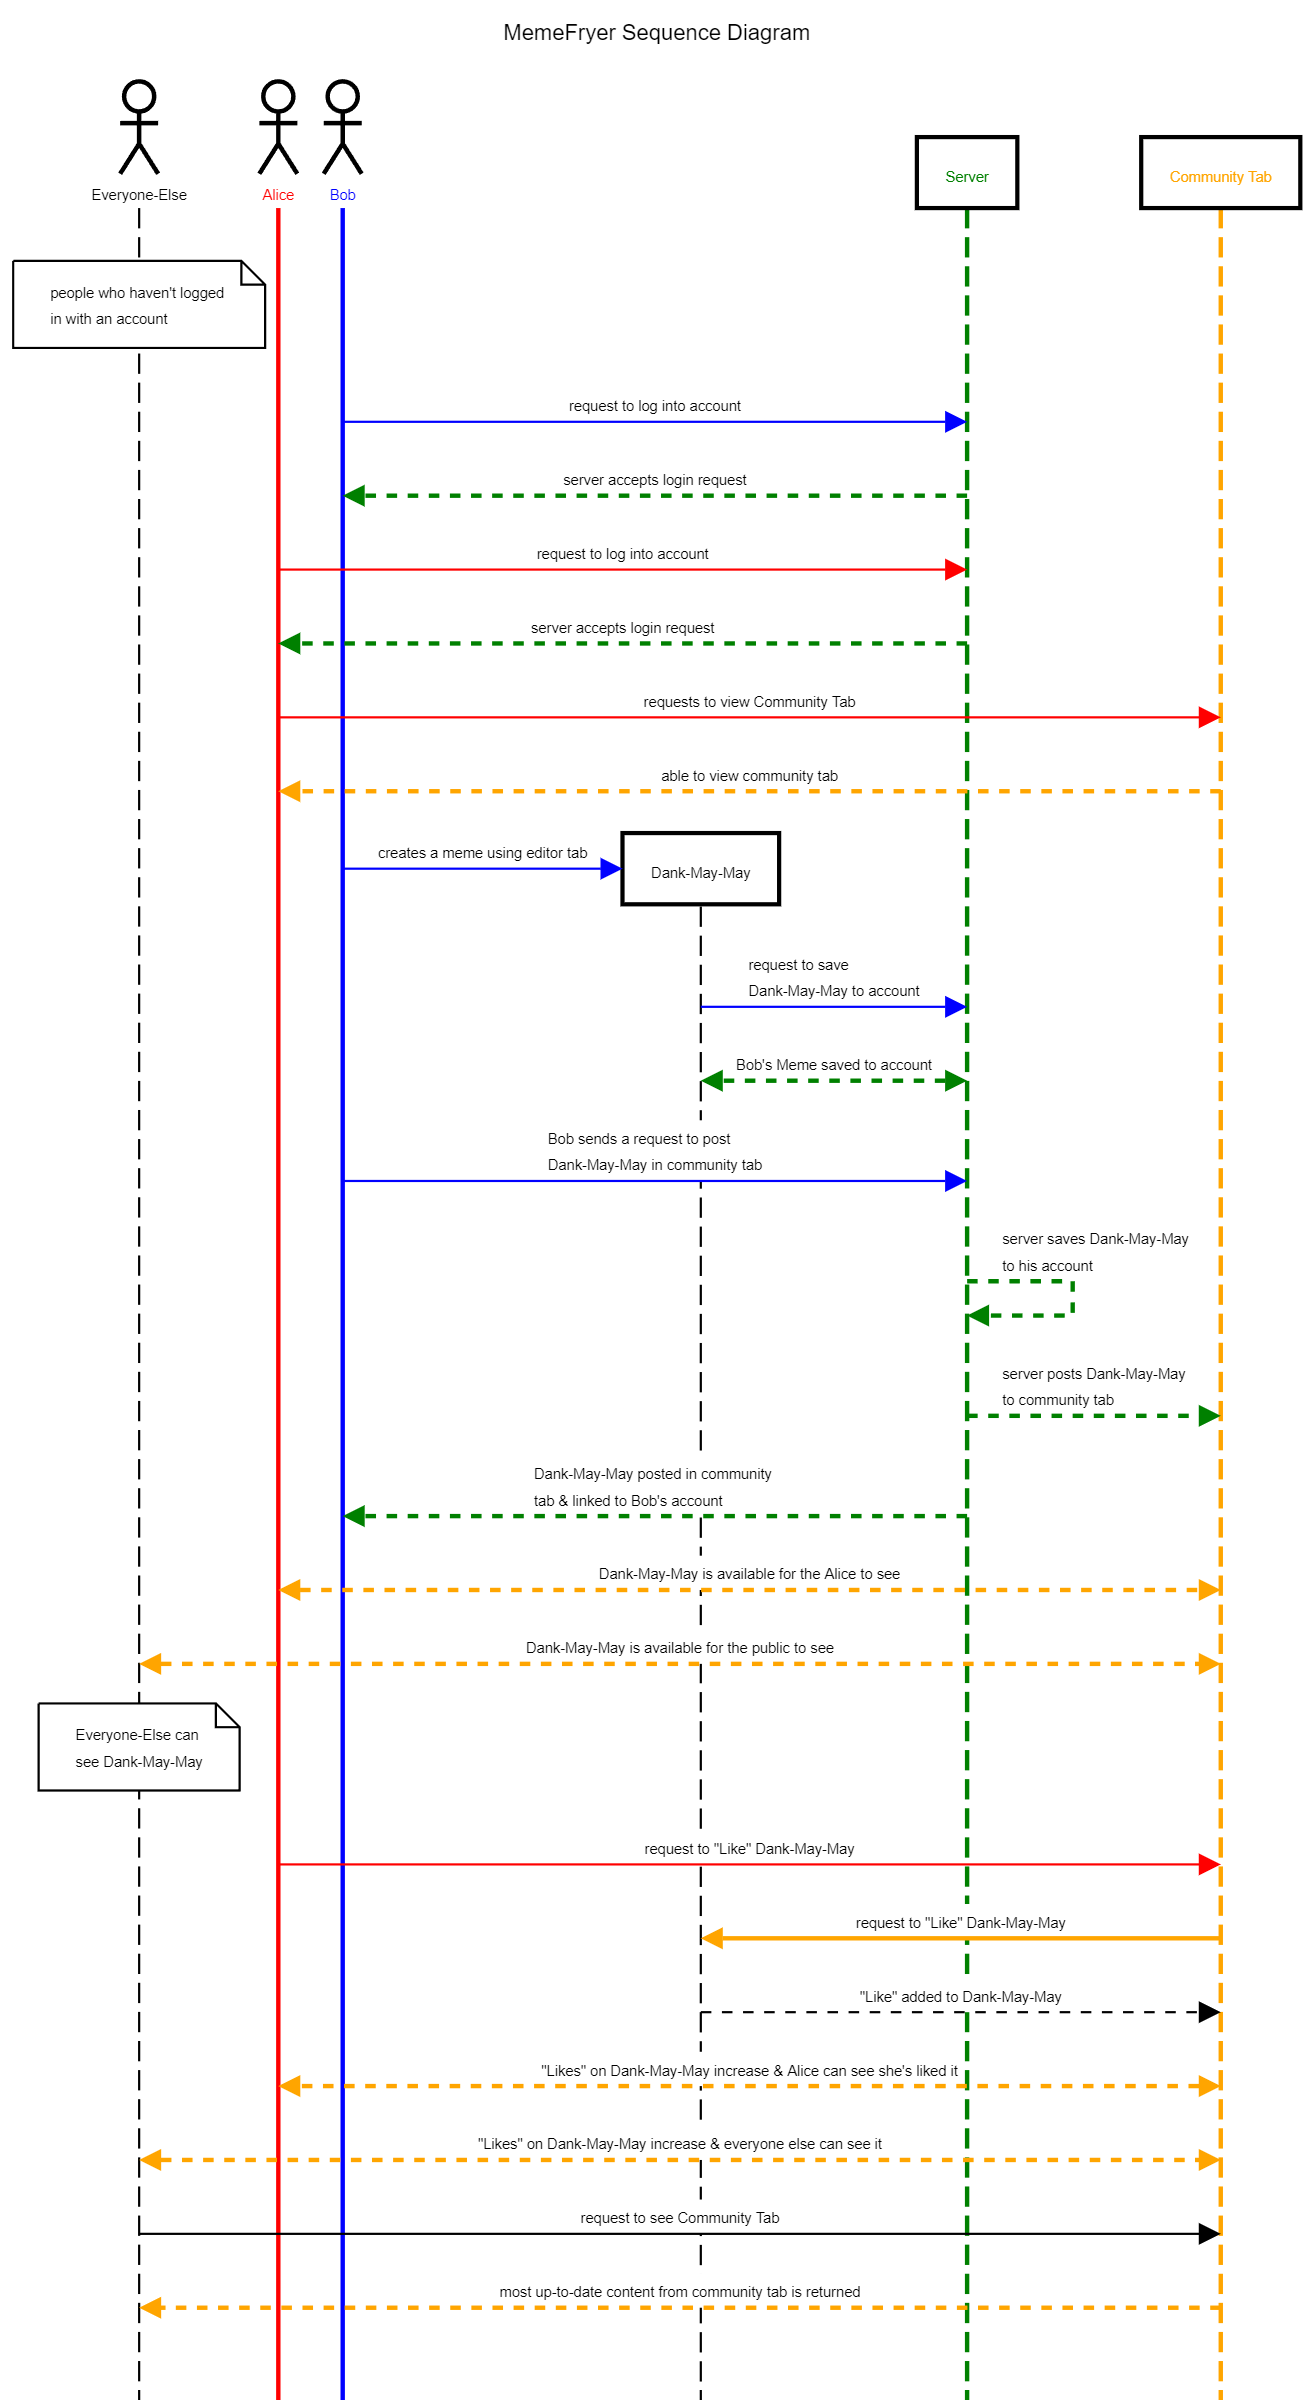 MemeFryer Sequence Diagram
Everyone-Else
Alice
Bob
Server
Community Tab
people who haven't logged
in with an account
request to log into account
server accepts login request
request to log into account
server accepts login request
requests to view Community Tab
able to view community tab
creates a meme using editor tab
Dank-May-May
request to save
Dank-May-May to account
Bob's Meme saved to account
Bob sends a request to post
Dank-May-May in community tab
server saves Dank-May-May
to his account
server posts Dank-May-May
to community tab
Dank-May-May posted in community
tab & linked to Bob's account
Dank-May-May is available for the Alice to see
Dank-May-May is available for the public to see
Everyone-Else can
see Dank-May-May
request to "Like" Dank-May-May
request to "Like" Dank-May-May
"Like" added to Dank-May-May
"Likes" on Dank-May-May increase & Alice can see she's liked it
"Likes" on Dank-May-May increase & everyone else can see it
request to see Community Tab
most up-to-date content from community tab is returned